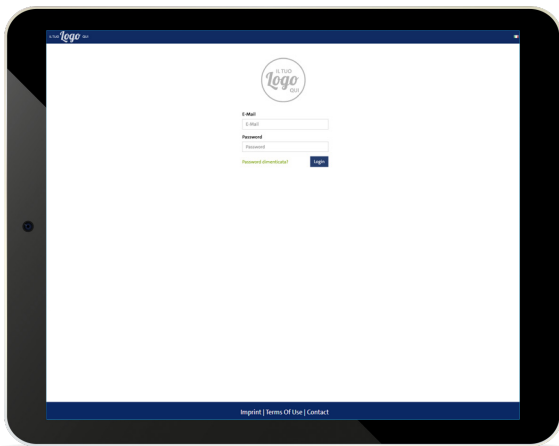 IL TUO Logo QUI
IL TUO
Logo
QUI
E-Mail
E-Mail
Password
Password
Password dimenticata? Login
Imprint | Terms Of Use | Contact